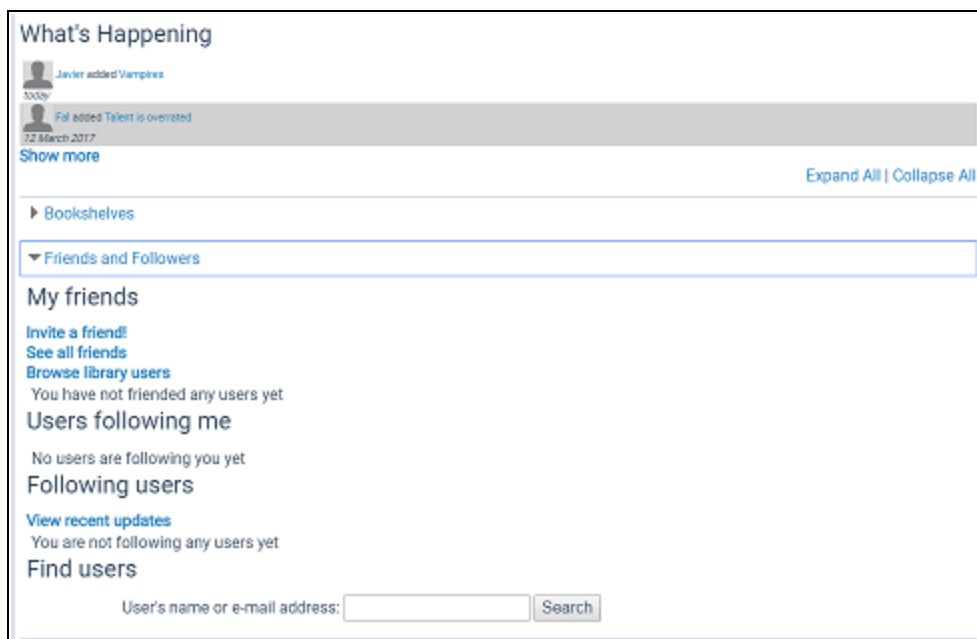 What's Happening
Javier added Vampires
today
Fal added Talent is overrated
12 March 2017
Show more
Expand All | Collapse All
Bookshelves
Friends and Followers
My friends
Invite a friend!
See all friends
Browse library users
You have not friended any users yet
Users following me
No users are following you yet
Following users
View recent updates
You are not following any users yet
Find users
User's name or e-mail address: Search